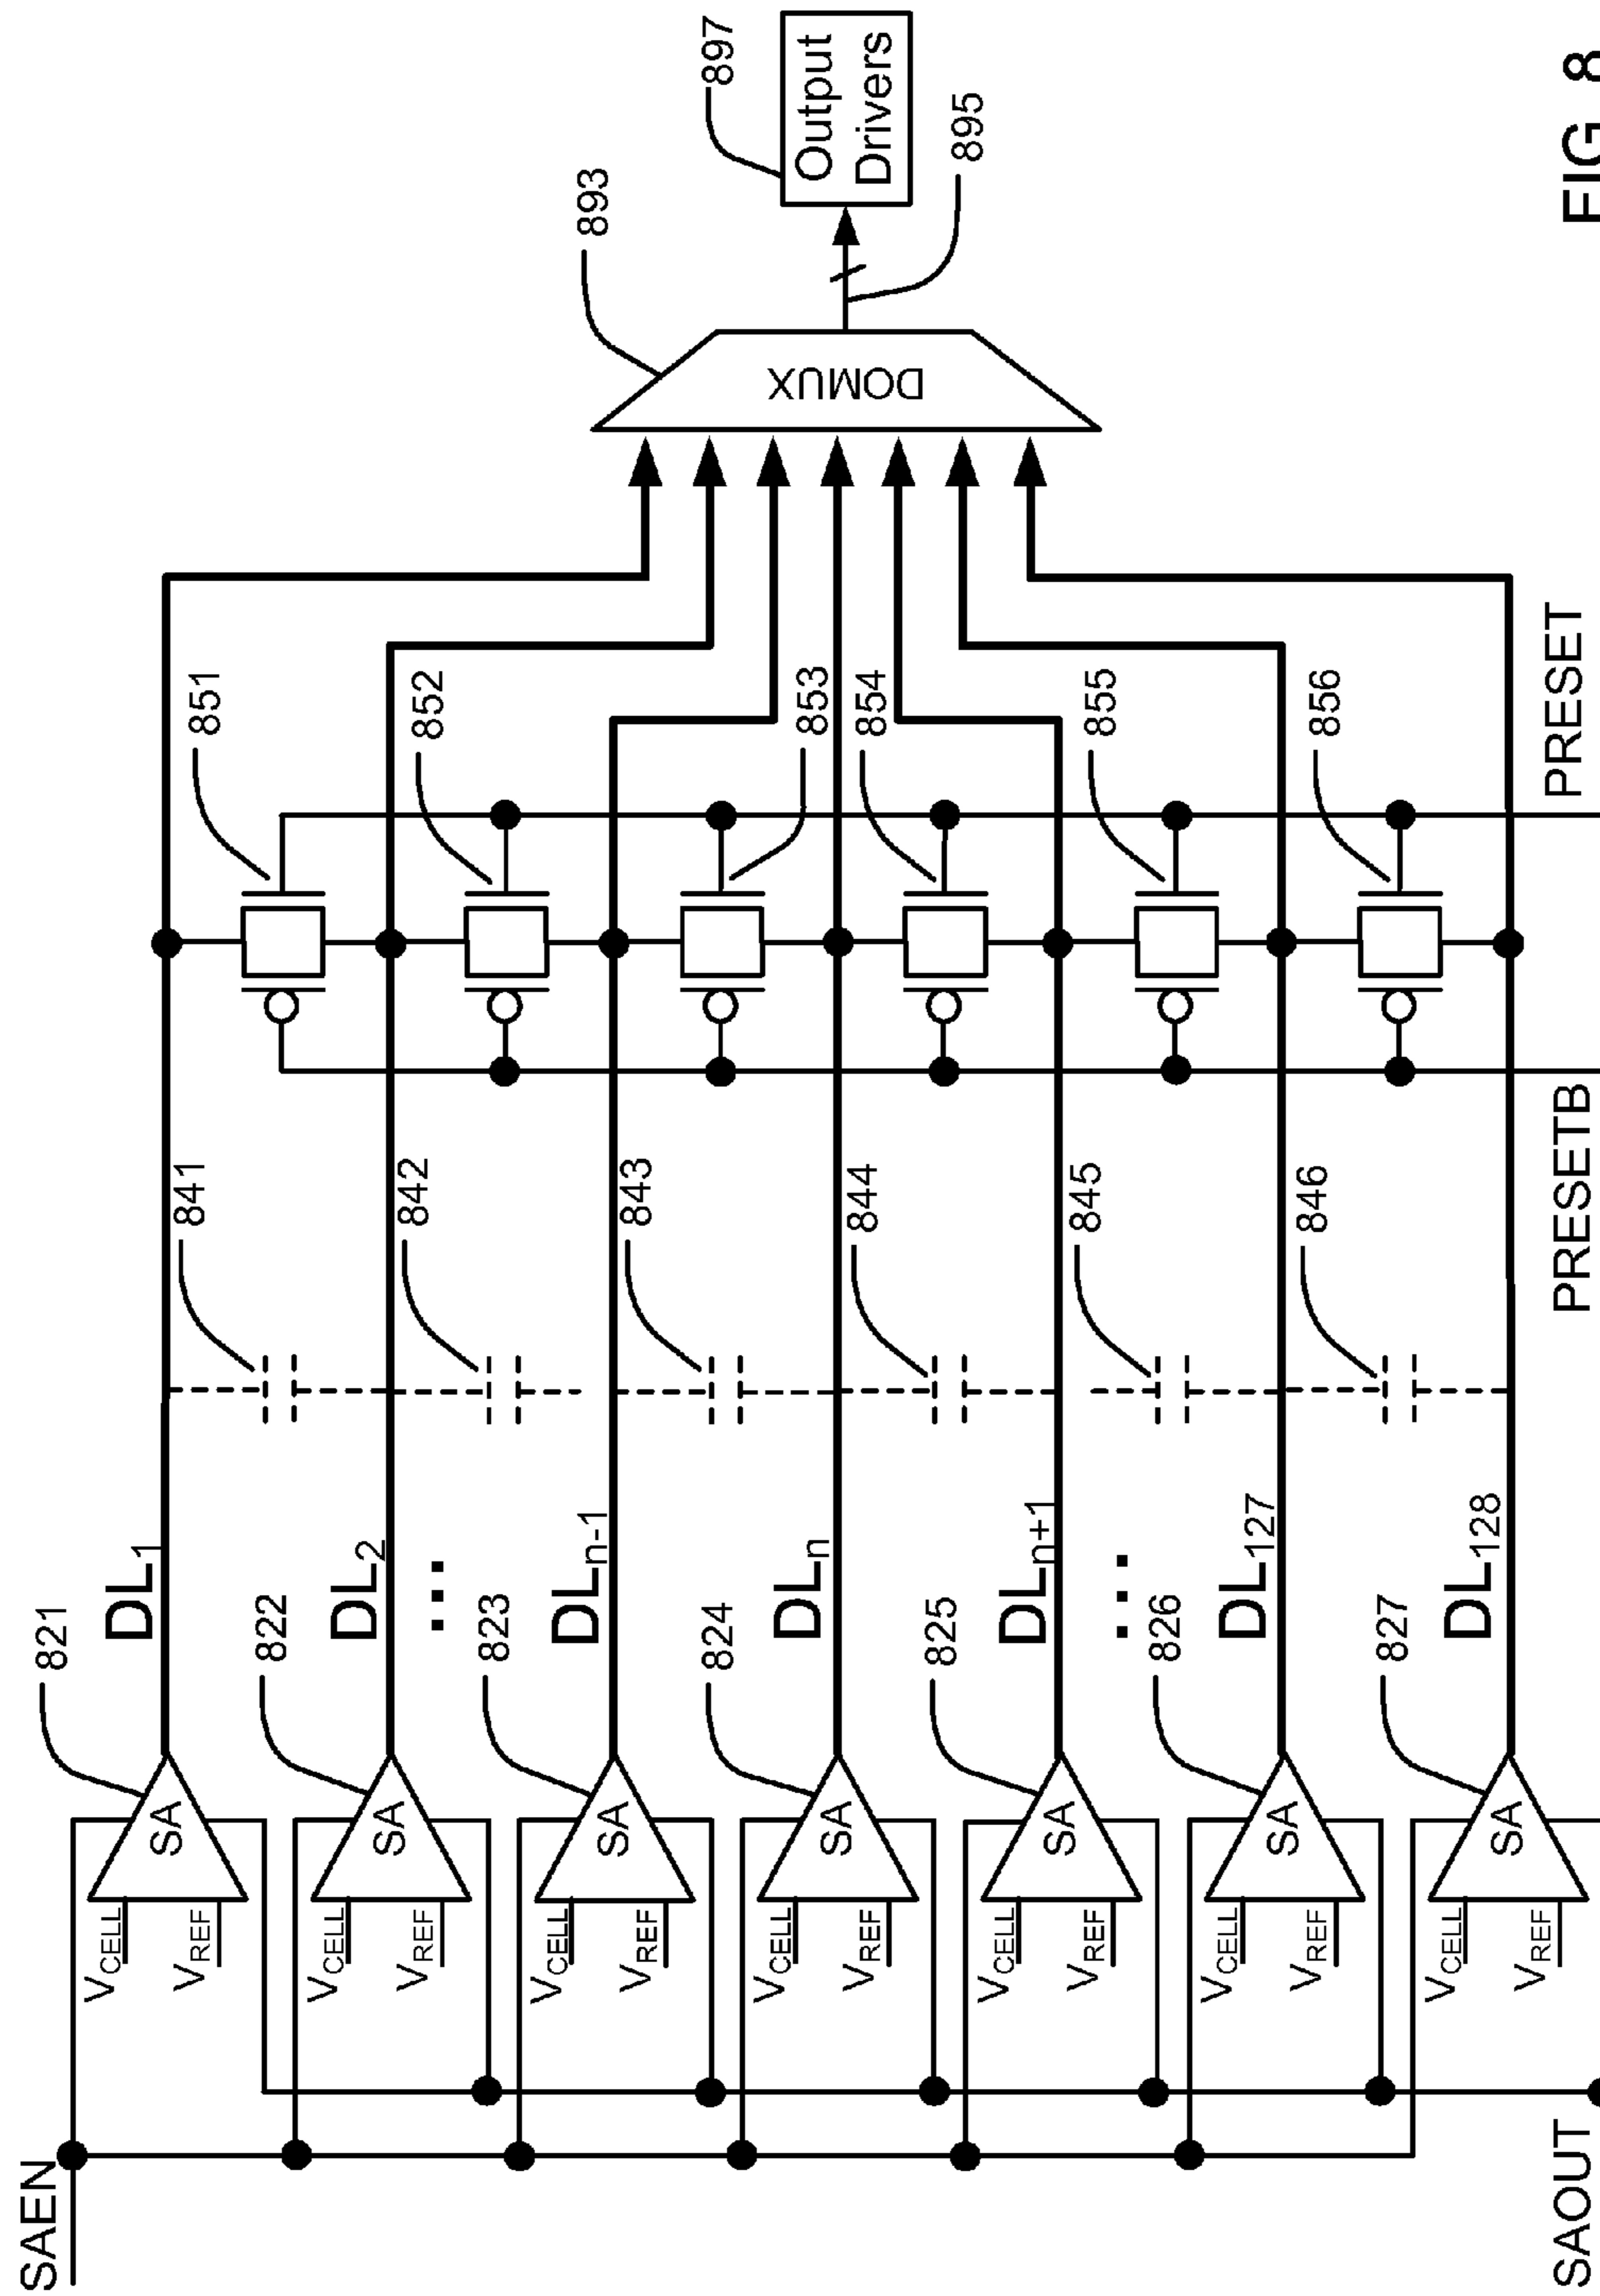 SAEN
SAOUT
821
822
823
824
825
826
827
SA
SA
SA
SA
SA
SA
SA
VCELL
VREF
VCELL
VREF
VCELL
VREF
VCELL
VREF
VCELL
VREF
VCELL
VREF
VCELL
VREF
DL1
DL2
...
DLn-1
DLn
DLn+1
...
DL127
DL128
841
842
843
844
845
846
PRESETB
851
852
853
854
855
856
PRESET
893
DOMUX
895
897
Output
Drivers
FIG. 8